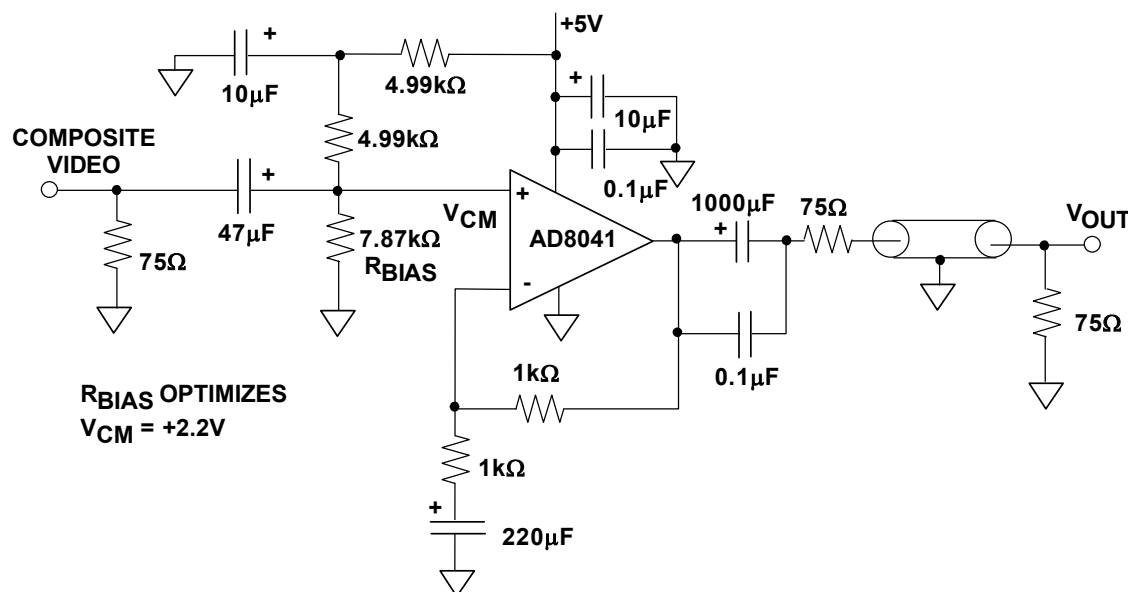 +5V
+
10μF
4.99kΩ
+
10μF
4.99kΩ
0.1μF
COMPOSITE
VIDEO
+
47μF
75Ω
7.87kΩ
RBIAS
VCM
+
AD8041
-
1000μF
+
75Ω
VOUT
75Ω
0.1μF
1kΩ
1kΩ
+
220μF
RBIAS OPTIMIZES
VCM = +2.2V